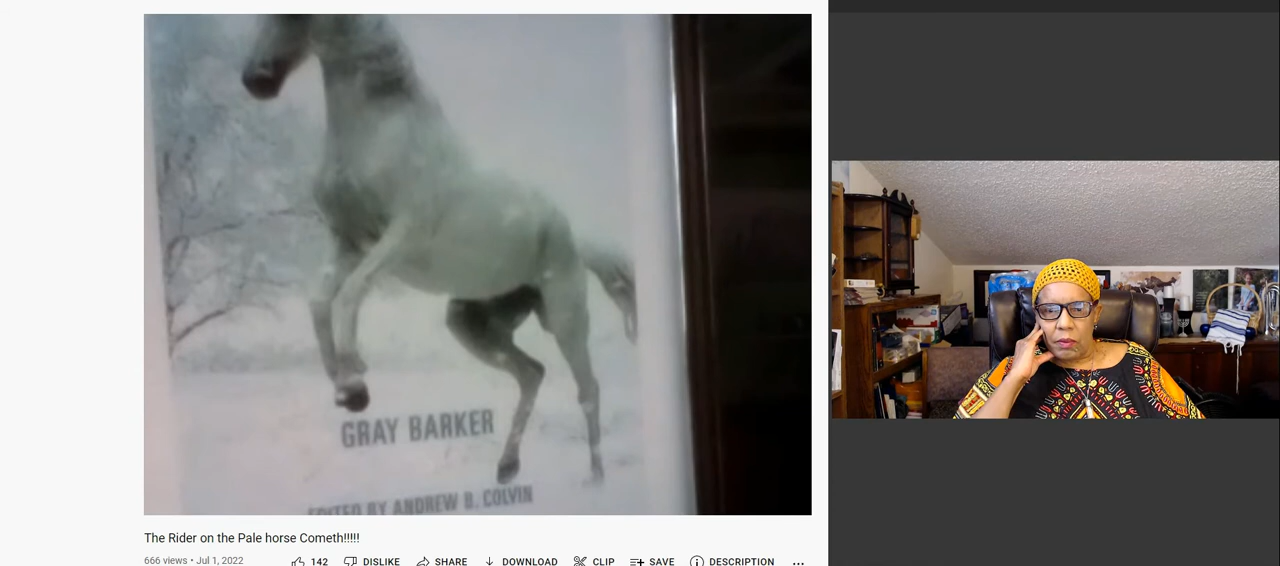 GRAY BARKER
EDITED BY ANDREW B. COLVIN
The Rider on the Pale horse Cometh!!!!!
666 views • Jul 1, 2022 142 DISLIKE SHARE DOWNLOAD CLIP SAVE DESCRIPTION ...